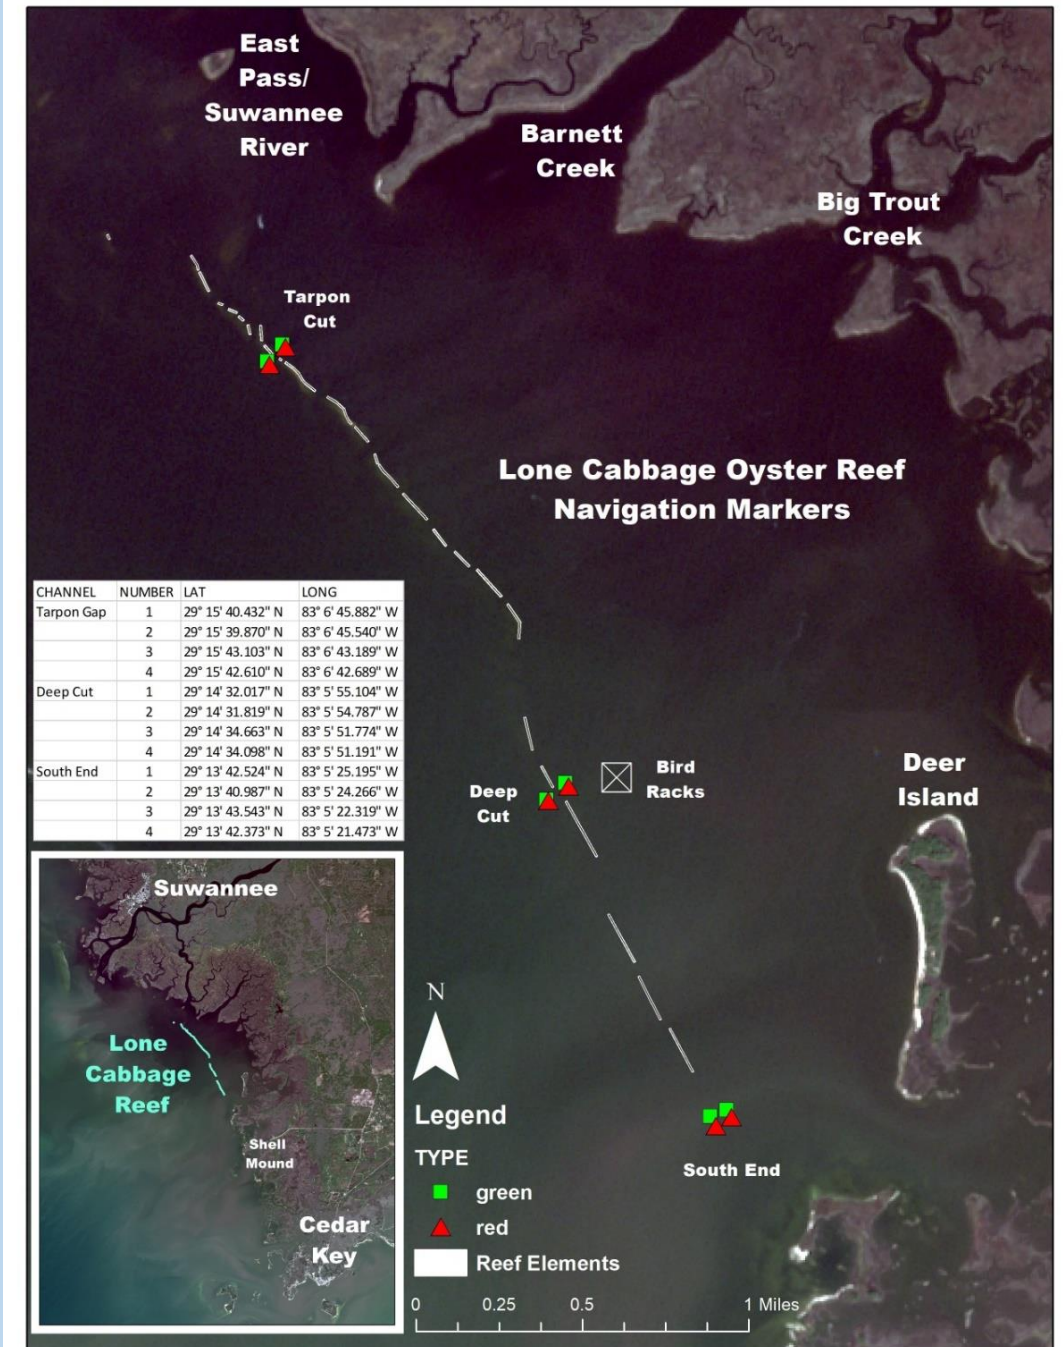 East
Pass/
Suwannee
River
Barnett
Creek
Big Trout
Creek
Tarpon
Cut
Lone Cabbage Oyster Reef
Navigation Markers
CHANNEL NUMBER LAT LONG
Tarpon Gap 1 29° 15' 40.432" N 83° 6' 45.882" W
2 29° 15' 39.870" N 83° 6' 45.540" W
3 29° 15' 43.103" N 83° 6' 43.189" W
4 29° 15' 42.610" N 83° 6' 42.689" W
Deep Cut 1 29° 14' 32.017" N 83° 5' 55.104" W
2 29° 14' 31.819" N 83° 5' 54.787" W
3 29° 14' 34.663" N 83° 5' 51.774" W
4 29° 14' 34.098" N 83° 5' 51.191" W
South End 1 29° 13' 42.524" N 83° 5' 25.195" W
2 29° 13' 40.987" N 83° 5' 24.266" W
3 29° 13' 43.543" N 83° 5' 22.319" W
4 29° 13' 42.373" N 83° 5' 21.473" W
Bird
Racks
Deep
Cut
Deer
Island
Suwannee
Lone
Cabbage
Reef
Shell
Mound
Cedar
Key
N
Legend
TYPE
green
red
Reef Elements
0 0.25 0.5 1 Miles
South End